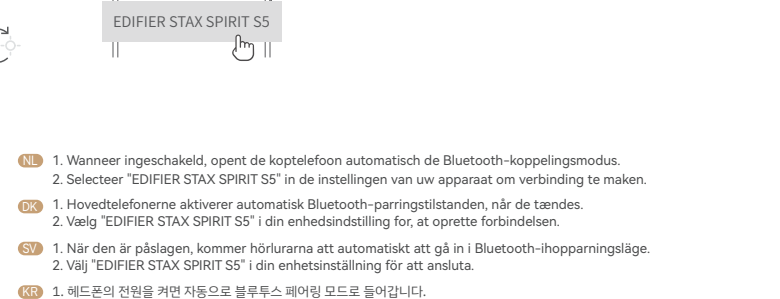 EDIFIER STAX SPIRIT S5
NL 1. Wanneer ingeschakeld, opent de koptelefoon automatisch de Bluetooth-koppelingsmodus.
2. Selecteer "EDIFIER STAX SPIRIT S5" in de instellingen van uw apparaat om verbinding te maken.
DK 1. Hovedtelefonerne aktiverer automatisk Bluetooth-parringstilstanden, når de tændes.
2. Vælg "EDIFIER STAX SPIRIT S5" i din enhedsindstilling for, at oprette forbindelsen.
SV 1. När den är påslagen, kommer hörlurarna att automatiskt att gå in i Bluetooth-ihopparningsläge.
2. Välj "EDIFIER STAX SPIRIT S5" i din enhetsinställning för att ansluta.
KR 1. 헤드폰의 전원을 켜면 자동으로 블루투스 페어링 모드로 들어갑니다.